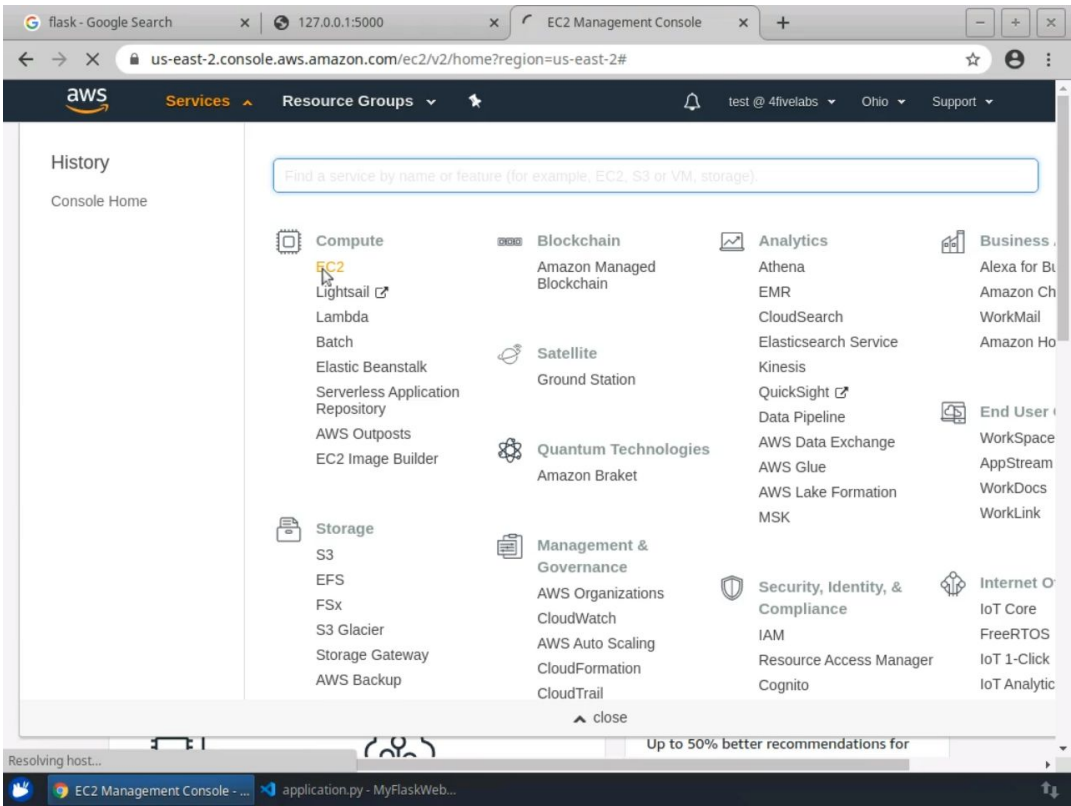 flask - Google Search
127.0.0.1:5000
EC2 Management Console
us-east-2.console.aws.amazon.com/ec2/v2/home?region=us-east-2#
aws
Services
Resource Groups
test @ 4fivelabs
Ohio
Support
History
Console Home
Find a service by name or feature (for example, EC2, S3 or VM, storage).
Compute
EC2
Lightsail
Lambda
Batch
Elastic Beanstalk
Serverless Application
Repository
AWS Outposts
EC2 Image Builder
Storage
S3
EFS
FSx
S3 Glacier
Storage Gateway
AWS Backup
Blockchain
Amazon Managed
Blockchain
Satellite
Ground Station
Quantum Technologies
Amazon Braket
Management &
Governance
AWS Organizations
CloudWatch
AWS Auto Scaling
CloudFormation
CloudTrail
Analytics
Athena
EMR
CloudSearch
Elasticsearch Service
Kinesis
QuickSight
Data Pipeline
AWS Data Exchange
AWS Glue
AWS Lake Formation
MSK
Security, Identity, &
Compliance
IAM
Resource Access Manager
Cognito
Business
Alexa for Bu
Amazon Ch
WorkMail
Amazon Ho
End User
WorkSpace
AppStream
WorkDocs
WorkLink
Internet O
IoT Core
FreeRTOS
IoT 1-Click
IoT Analytic
close
Up to 50% better recommendations for
Resolving host...
EC2 Management Console - ...
application.py - MyFlaskWeb...